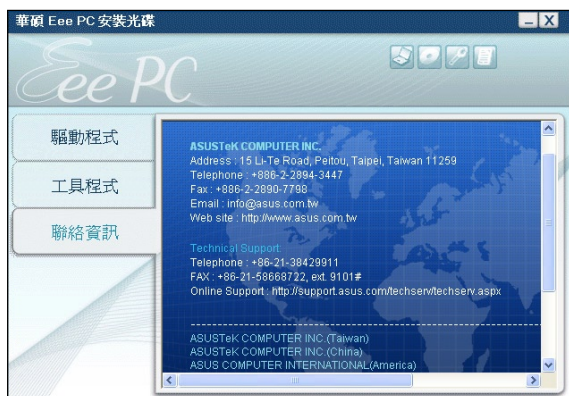 華碩 Eee PC 安裝光碟
Eee PC
驅動程式
工具程式
聯絡資訊
ASUSTeK COMPUTER INC.
Address : 15 Li-Te Road, Peitou, Taipei, Taiwan 11259
Telephone : +886-2-2894-3447
Fax : +886-2-2890-7798
Email : info@asus.com.tw
Web site : http://www.asus.com.tw
Technical Support
Telephone : +86-21-38429911
FAX : +86-21-58668722, ext. 9101#
Online Support : http://support.asus.com/techserv/techserv.aspx
ASUSTeK COMPUTER INC.(Taiwan)
ASUSTeK COMPUTER INC.(China)
ASUS COMPUTER INTERNATIONAL(America)